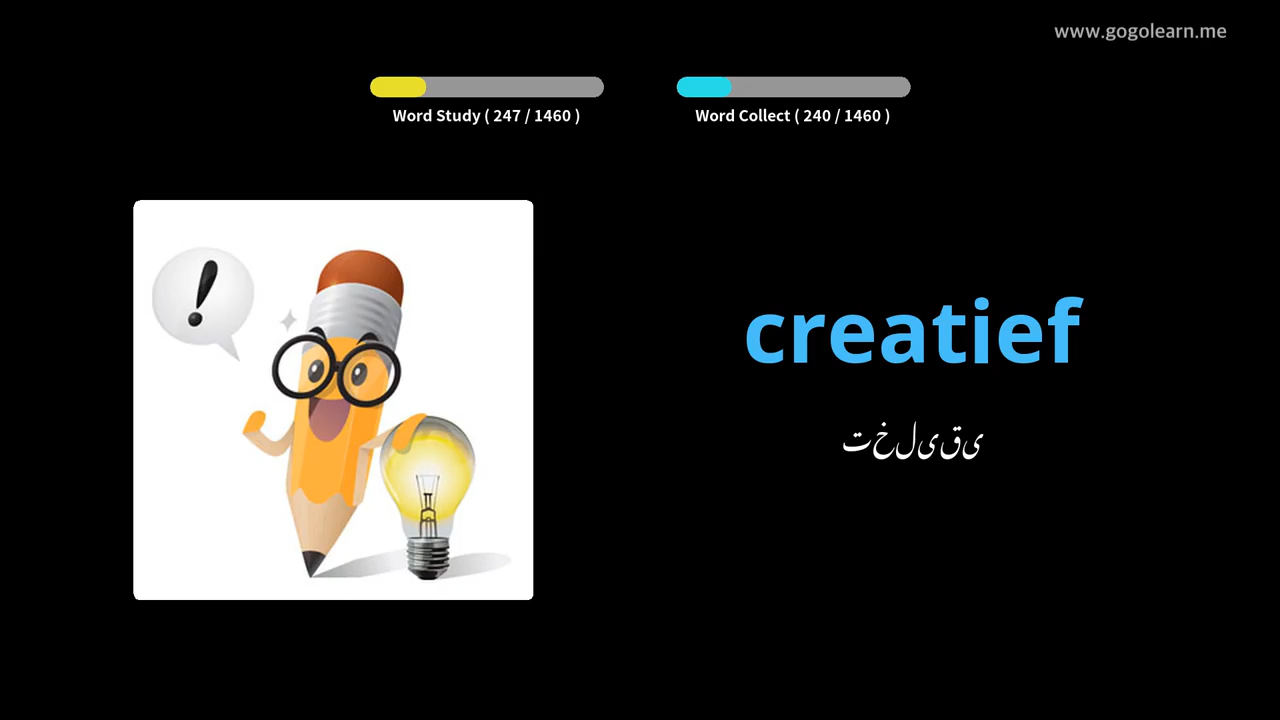 www.gogolearn.me
Word Study ( 247 / 1460 )
Word Collect ( 240 / 1460 )
!
creatief
تخلیقی